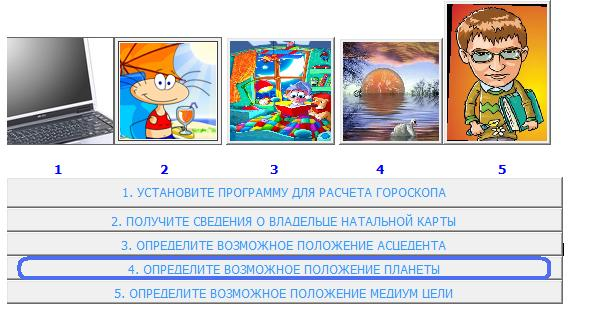 1 2 3 4 5
1. УСТАНОВИТЕ ПРОГРАММУ ДЛЯ РАСЧЕТА ГОРОСКОПА
2. ПОЛУЧИТЕ СВЕДЕНИЯ О ВЛАДЕЛЬЦЕ НАТАЛЬНОЙ КАРТЫ
3. ОПРЕДЕЛИТЕ ВОЗМОЖНОЕ ПОЛОЖЕНИЕ АСЦЕДЕНТА
4. ОПРЕДЕЛИТЕ ВОЗМОЖНОЕ ПОЛОЖЕНИЕ ПЛАНЕТЫ
5. ОПРЕДЕЛИТЕ ВОЗМОЖНОЕ ПОЛОЖЕНИЕ МЕДИУМ ЦЕЛИ